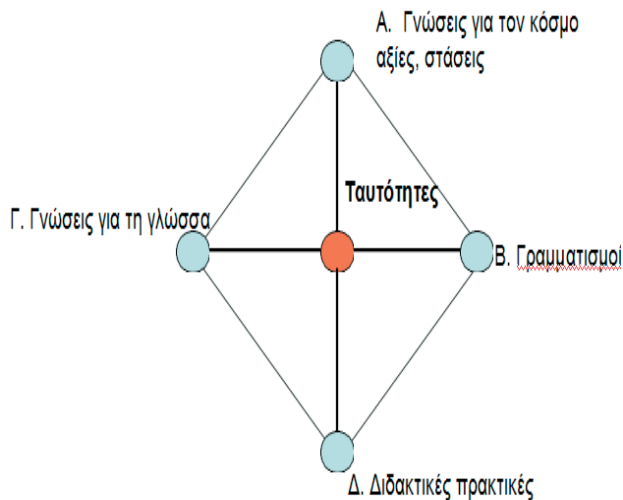 Α. Γνώσεις για τον κόσμο
αξίες, στάσεις
Ταυτότητες
Γ. Γνώσεις για τη γλώσσα
Β. Γραμματισμοί
Δ. Διδακτικές πρακτικές